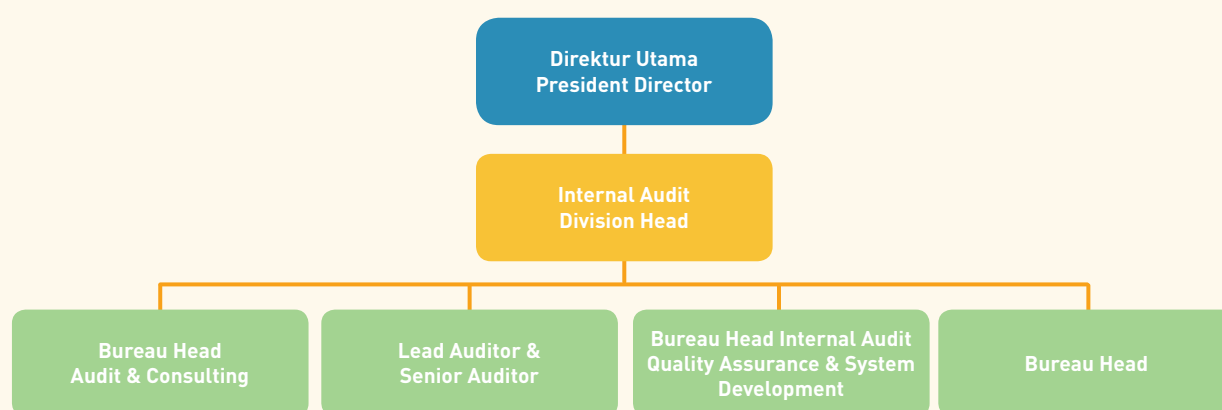 Direktur Utama
President Director
Internal Audit
Division Head
Bureau Head
Audit & Consulting
Lead Auditor &
Senior Auditor
Bureau Head Internal Audit
Quality Assurance & System
Development
Bureau Head